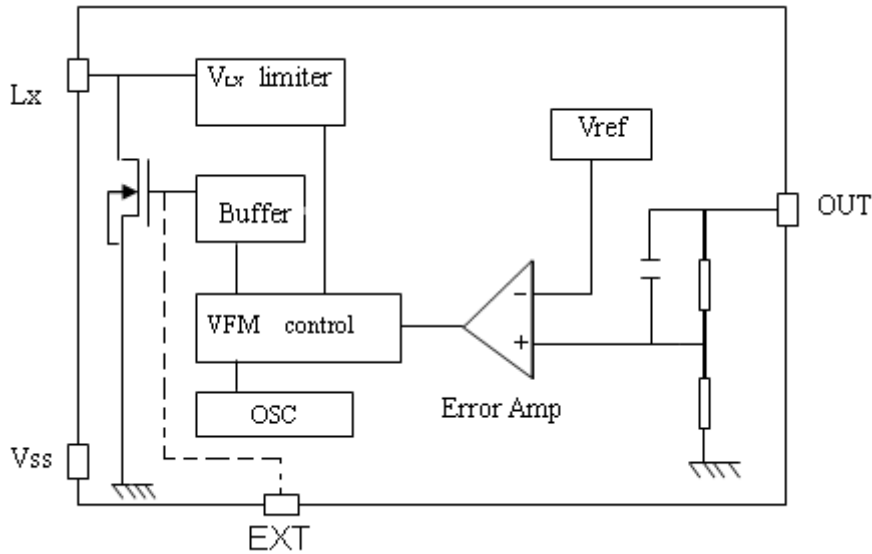 VLX limiter
Lx
Vref
Buffer
OUT
-
VFM control
+
OSC
Error Amp
Vss
EXT